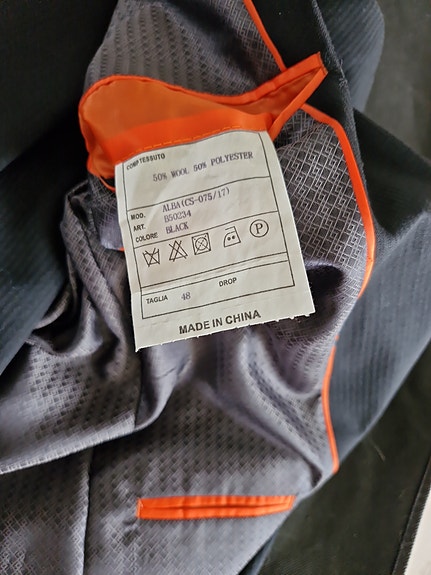 COMP.TESSUTO
50% WOOL 50% POLYESTER
MOD. ALBA(CS-075/17)
ART. B50234
COLORE BLACK
P
TAGLIA 48 DROP
MADE IN CHINA